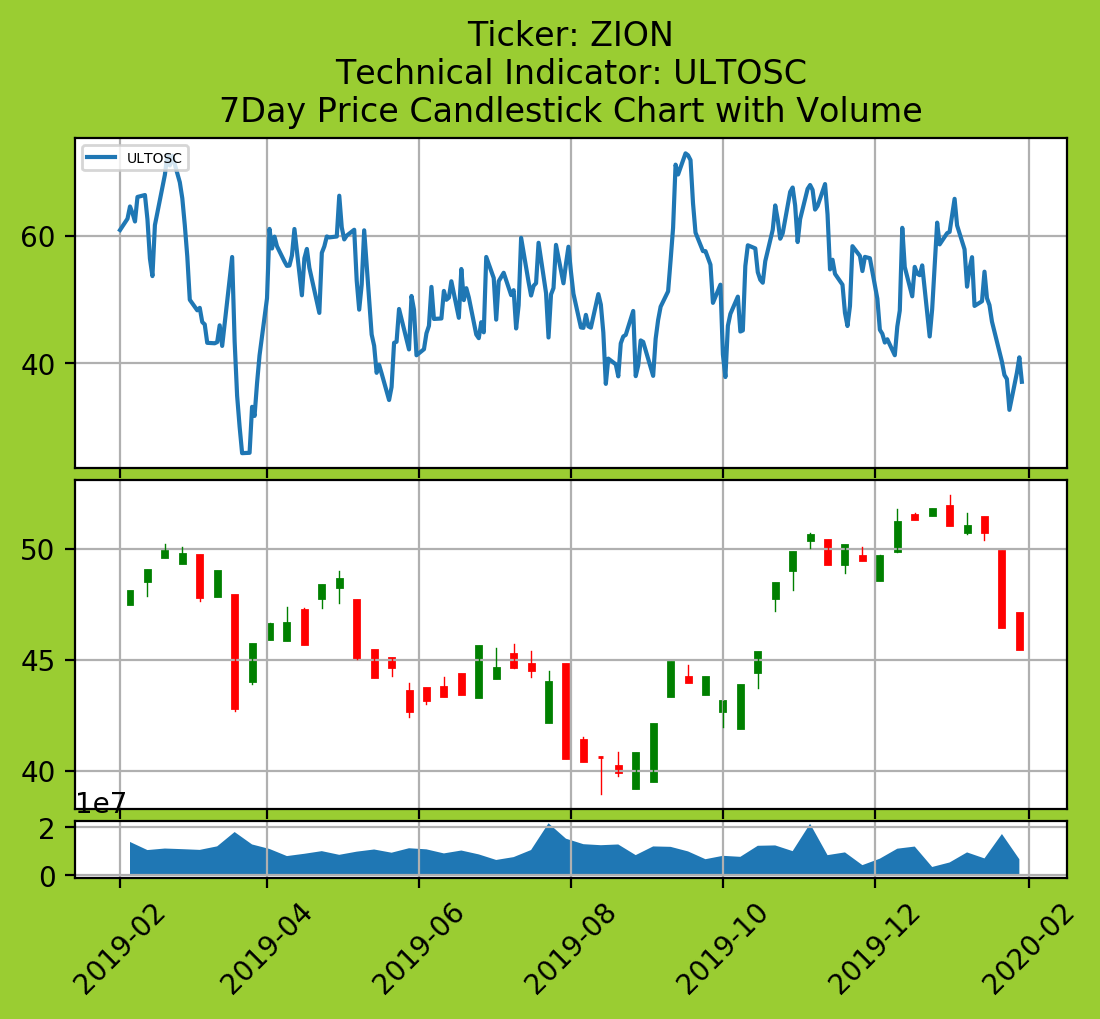 Ticker: ZION
Technical Indicator: ULTOSC
7Day Price Candlestick Chart with Volume
ULTOSC
60
40
50
45
40
1e7
2
0
2019-02
2019-04
2019-06
2019-08
2019-10
2019-12
2020-02